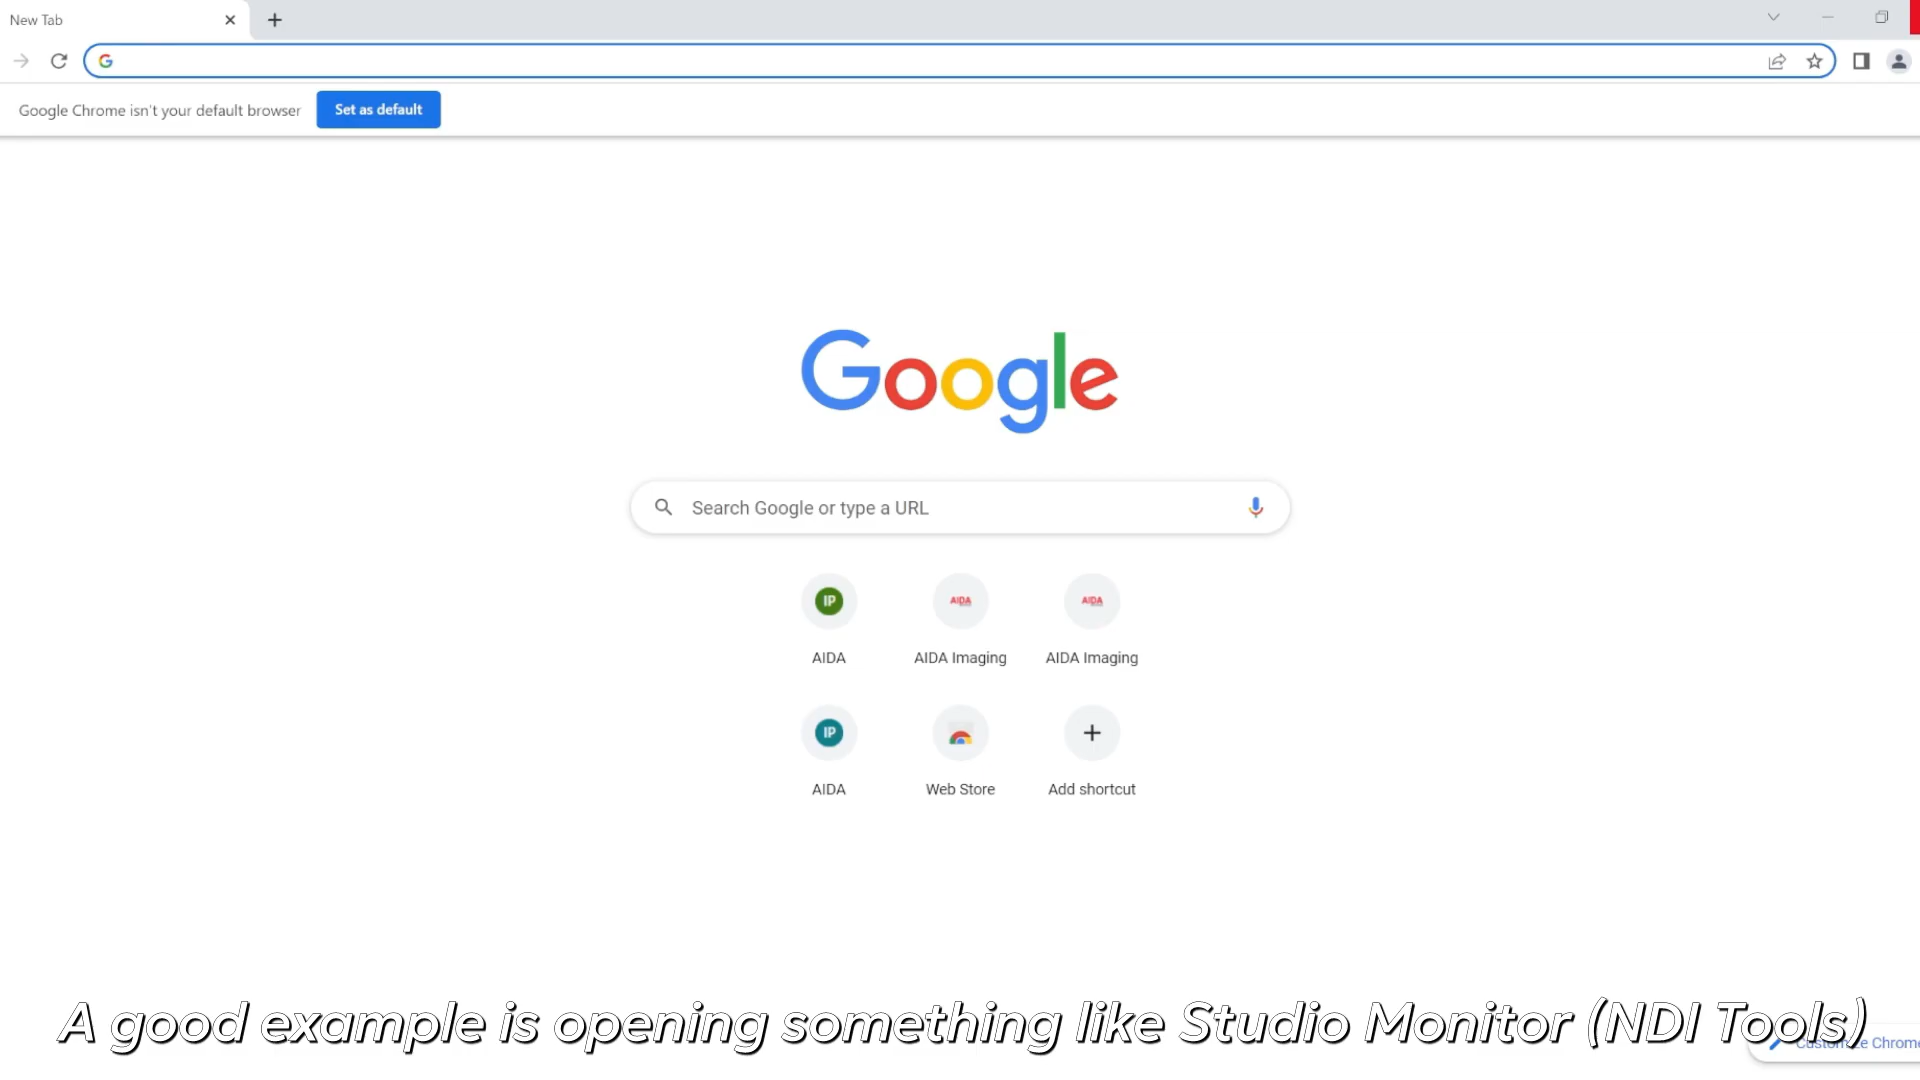 New Tab
Google Chrome isn't your default browser
Set as default
Google
Search Google or type a URL
IP
AIDA
AIDA
AIDA
AIDA Imaging
AIDA Imaging
IP
AIDA
Web Store
Add shortcut
A good example is opening something like Studio Monitor (NDI Tools)
Customize Chrome